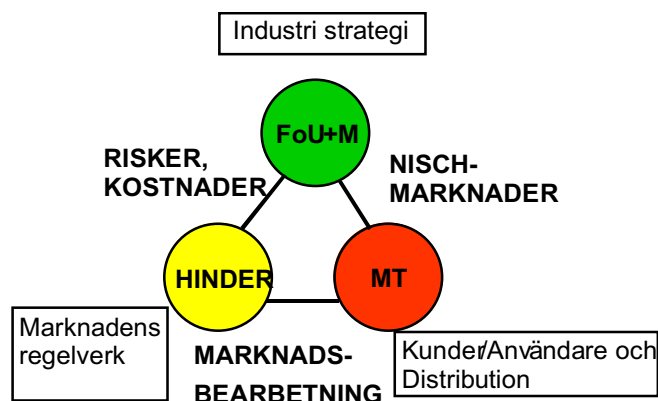 Industri strategi
FoU+M
RISKER,
KOSTNADER
NISCH-
MARKNADER
HINDER
MT
Marknadens
regelverk
MARKNADS-
BEARBETNING
Kunder/Användare och
Distribution